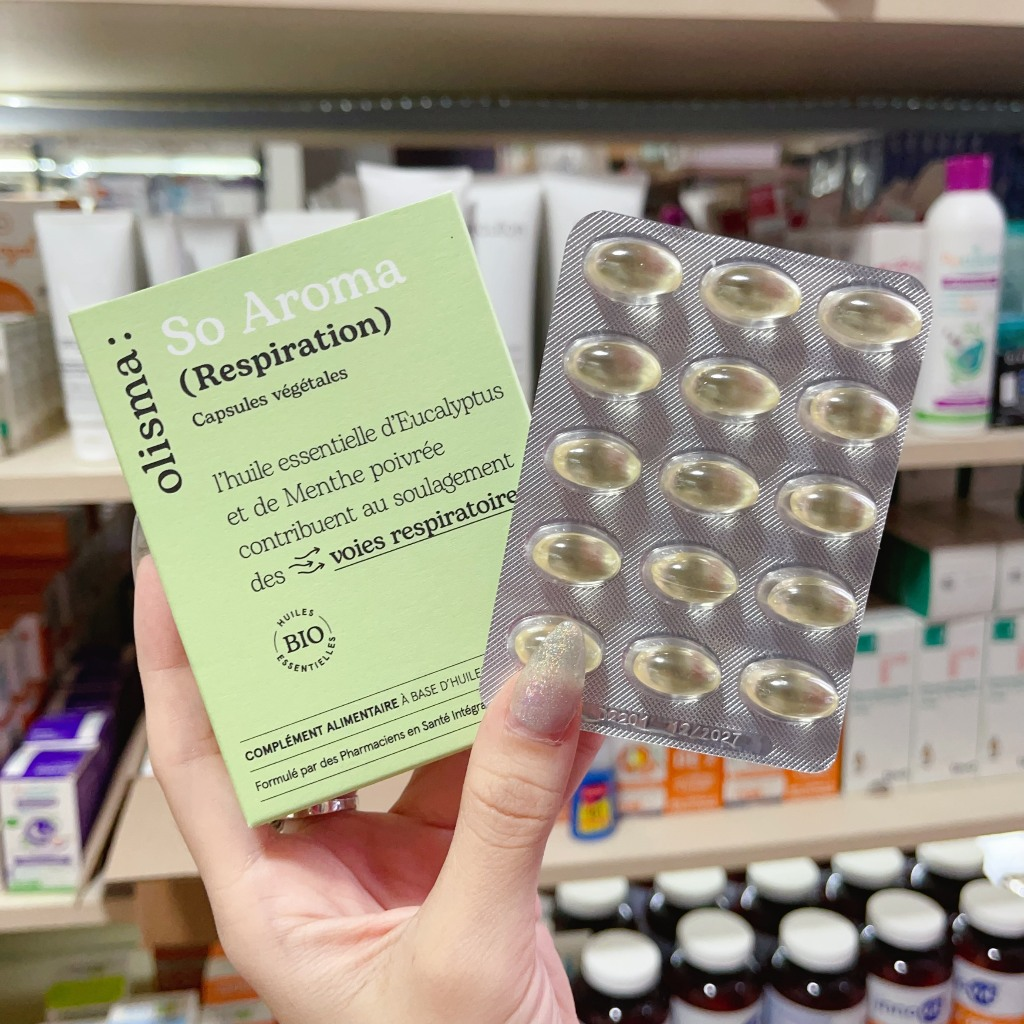 olisma:
So Aroma
(Respiration)
Capsules végétales
l'huile essentielle d'Eucalyptus
et de Menthe poivrée
contribuent au soulagement
des voies respiratoire
HUILES
BIO
ESSENTIELLES
COMPLÉMENT ALIMENTAIRE À BASE D'HUILE
Formulé par des Pharmaciens en Santé Intégra
12/2027